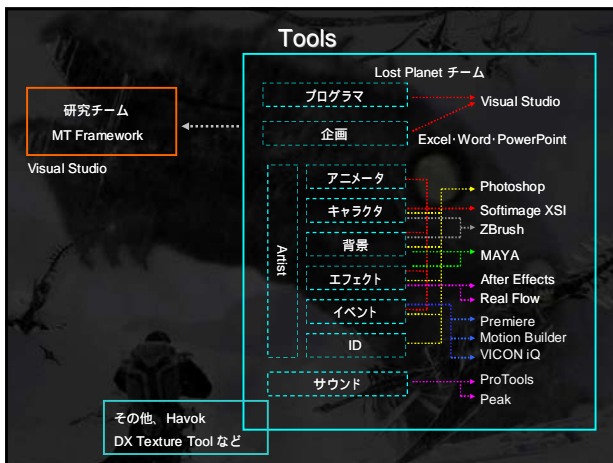 Tools
Lost Planet チーム
研究チーム
MT Framework
Visual Studio
プログラマ
Visual Studio
企画
Excel・Word・PowerPoint
Artist
アニメータ
Photoshop
キャラクタ
Softimage XSI
ZBrush
背景
MAYA
エフェクト
After Effects
Real Flow
イベント
Premiere
Motion Builder
VICON iQ
ID
サウンド
ProTools
Peak
その他、Havok
DX Texture Tool など